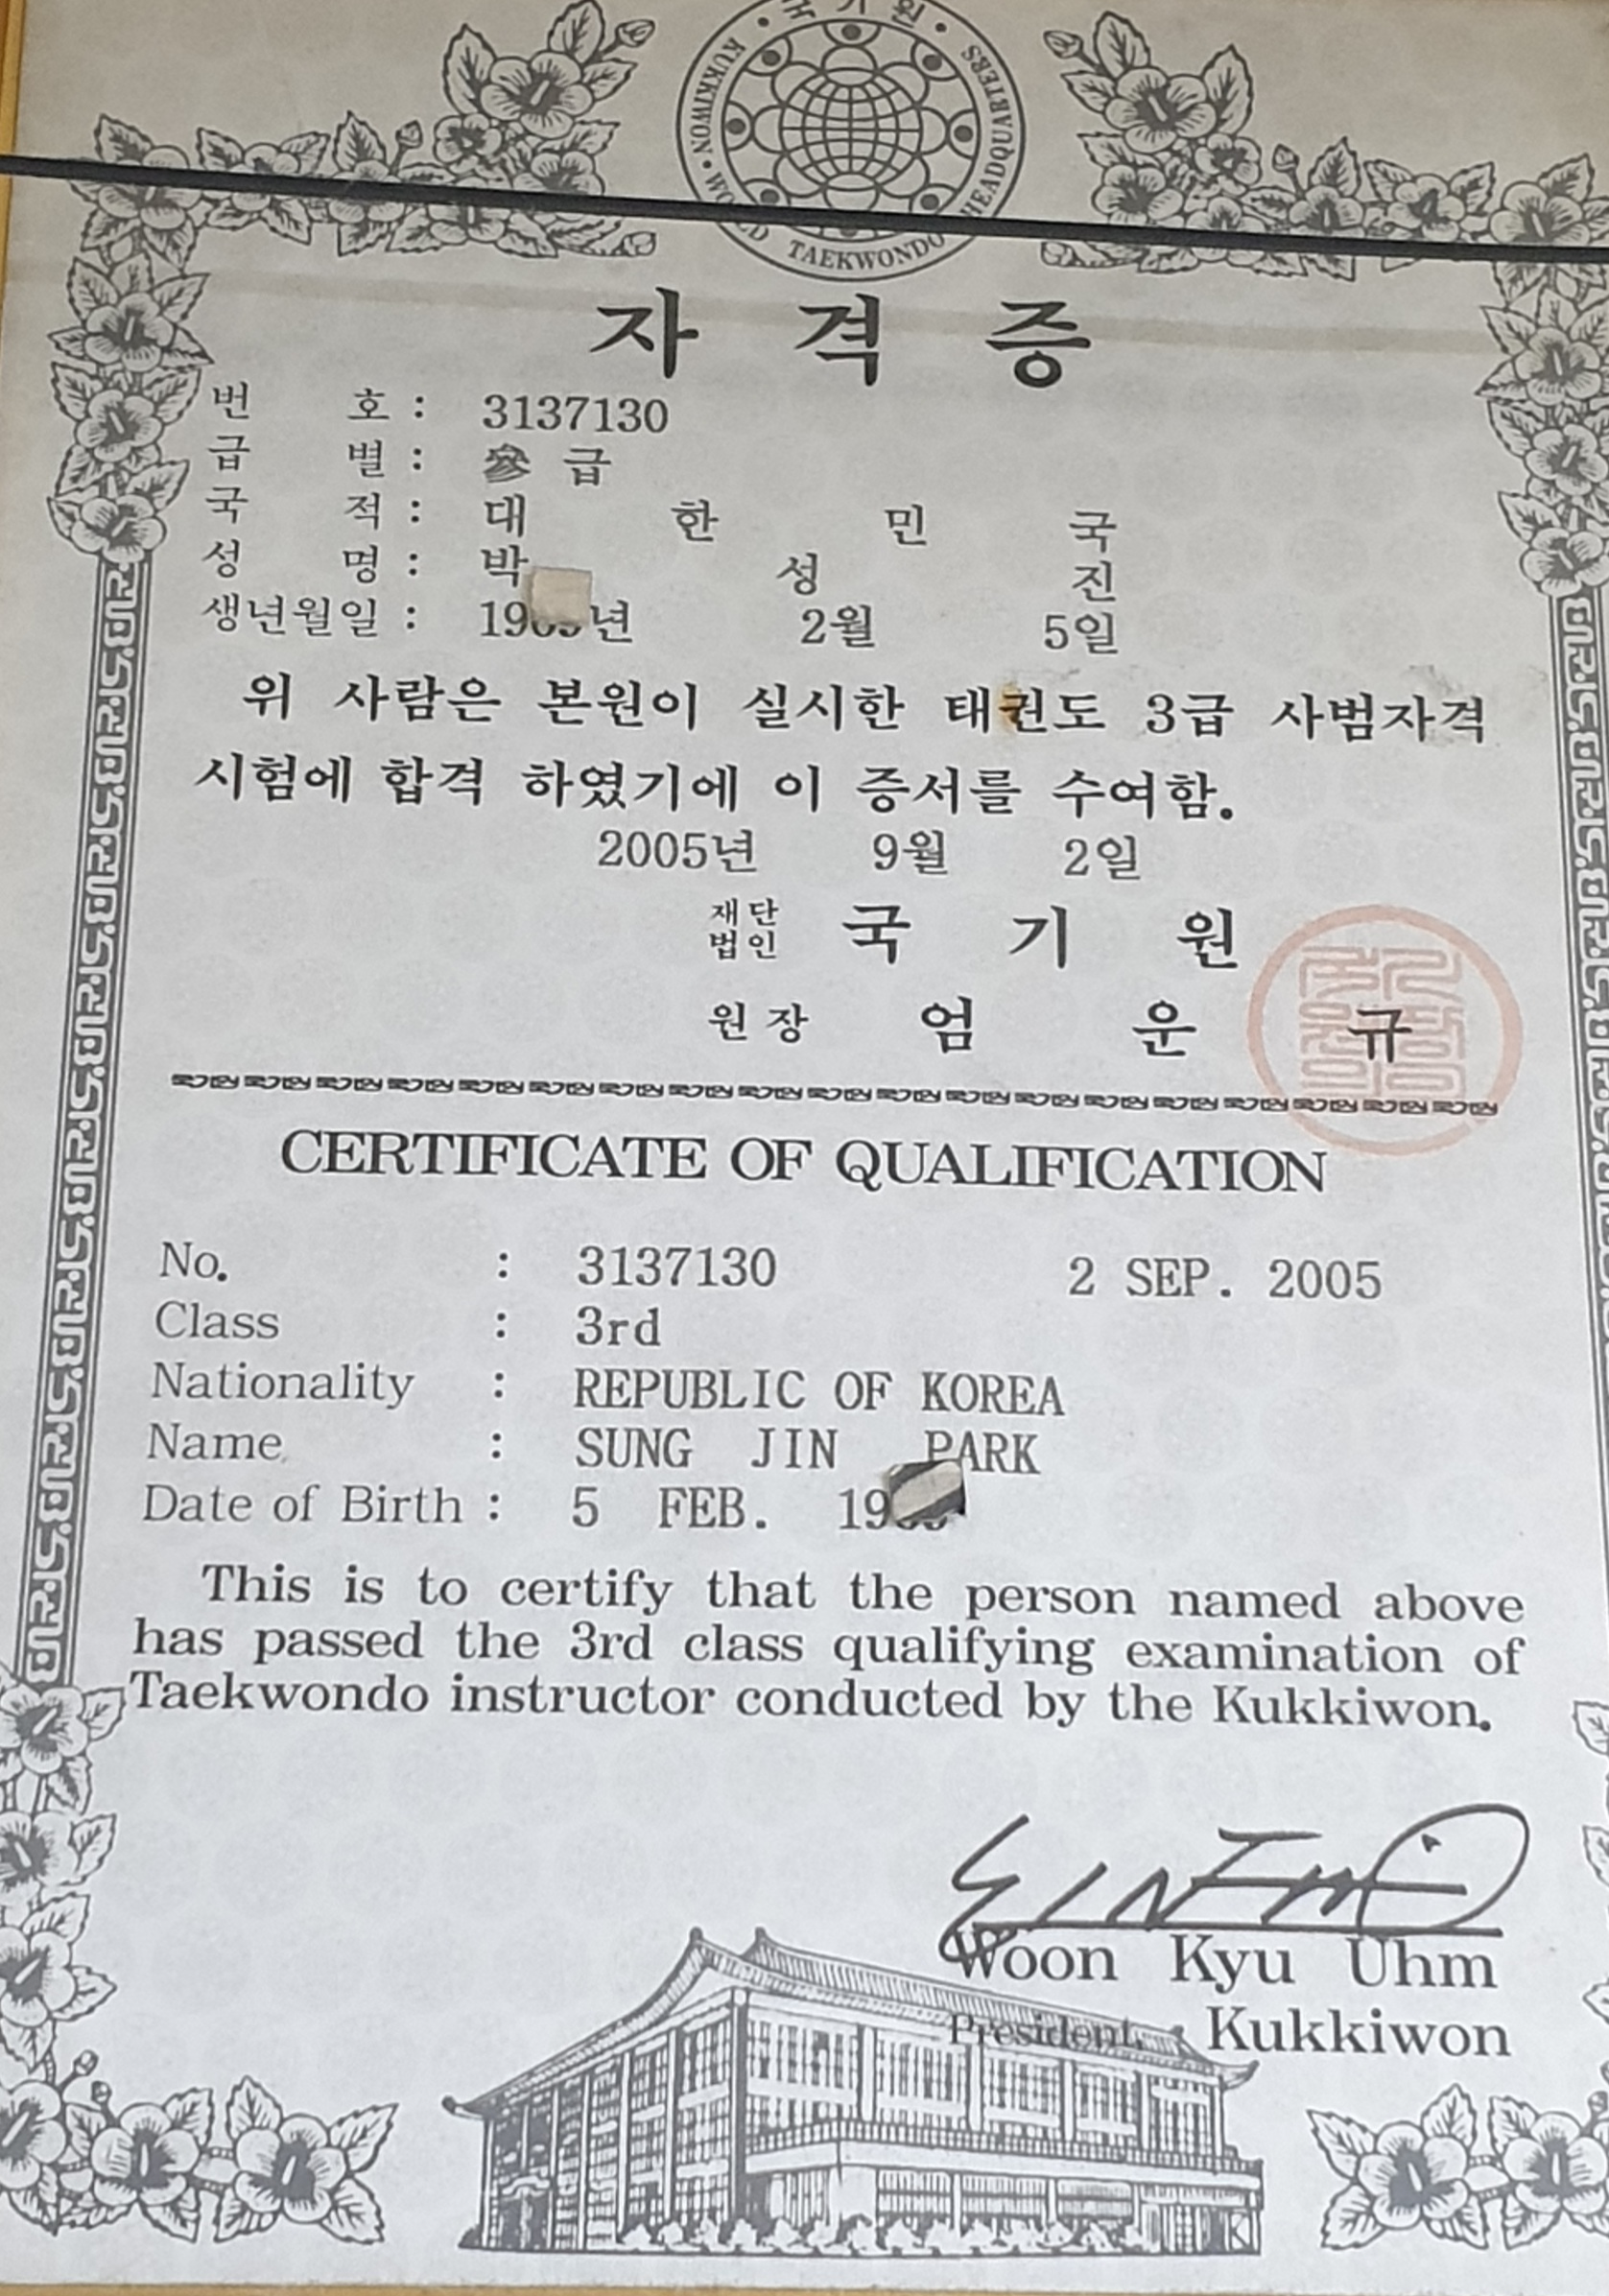 국기원
KUKKIWON • WORLD TAEKWONDO HEADQUARTERS
자 격 증
번 호 : 3137130
급 별 : 參 급
국 적 : 대 한 민 국
성 명 : 박 성 진
생년월일 : 년 2월 5일
위 사람은 본원이 실시한 태권도 3급 사범자격
시험에 합격 하였기에 이 증서를 수여함.
2005년 9월 2일
재단법인 국 기 원
원장 엄 운 규
CERTIFICATE OF QUALIFICATION
No. : 3137130 2 SEP. 2005
Class : 3rd
Nationality : REPUBLIC OF KOREA
Name : SUNG JIN PARK
Date of Birth : 5 FEB.
This is to certify that the person named above
has passed the 3rd class qualifying examination of
Taekwondo instructor conducted by the Kukkiwon.
Woon Kyu Uhm
President, Kukkiwon